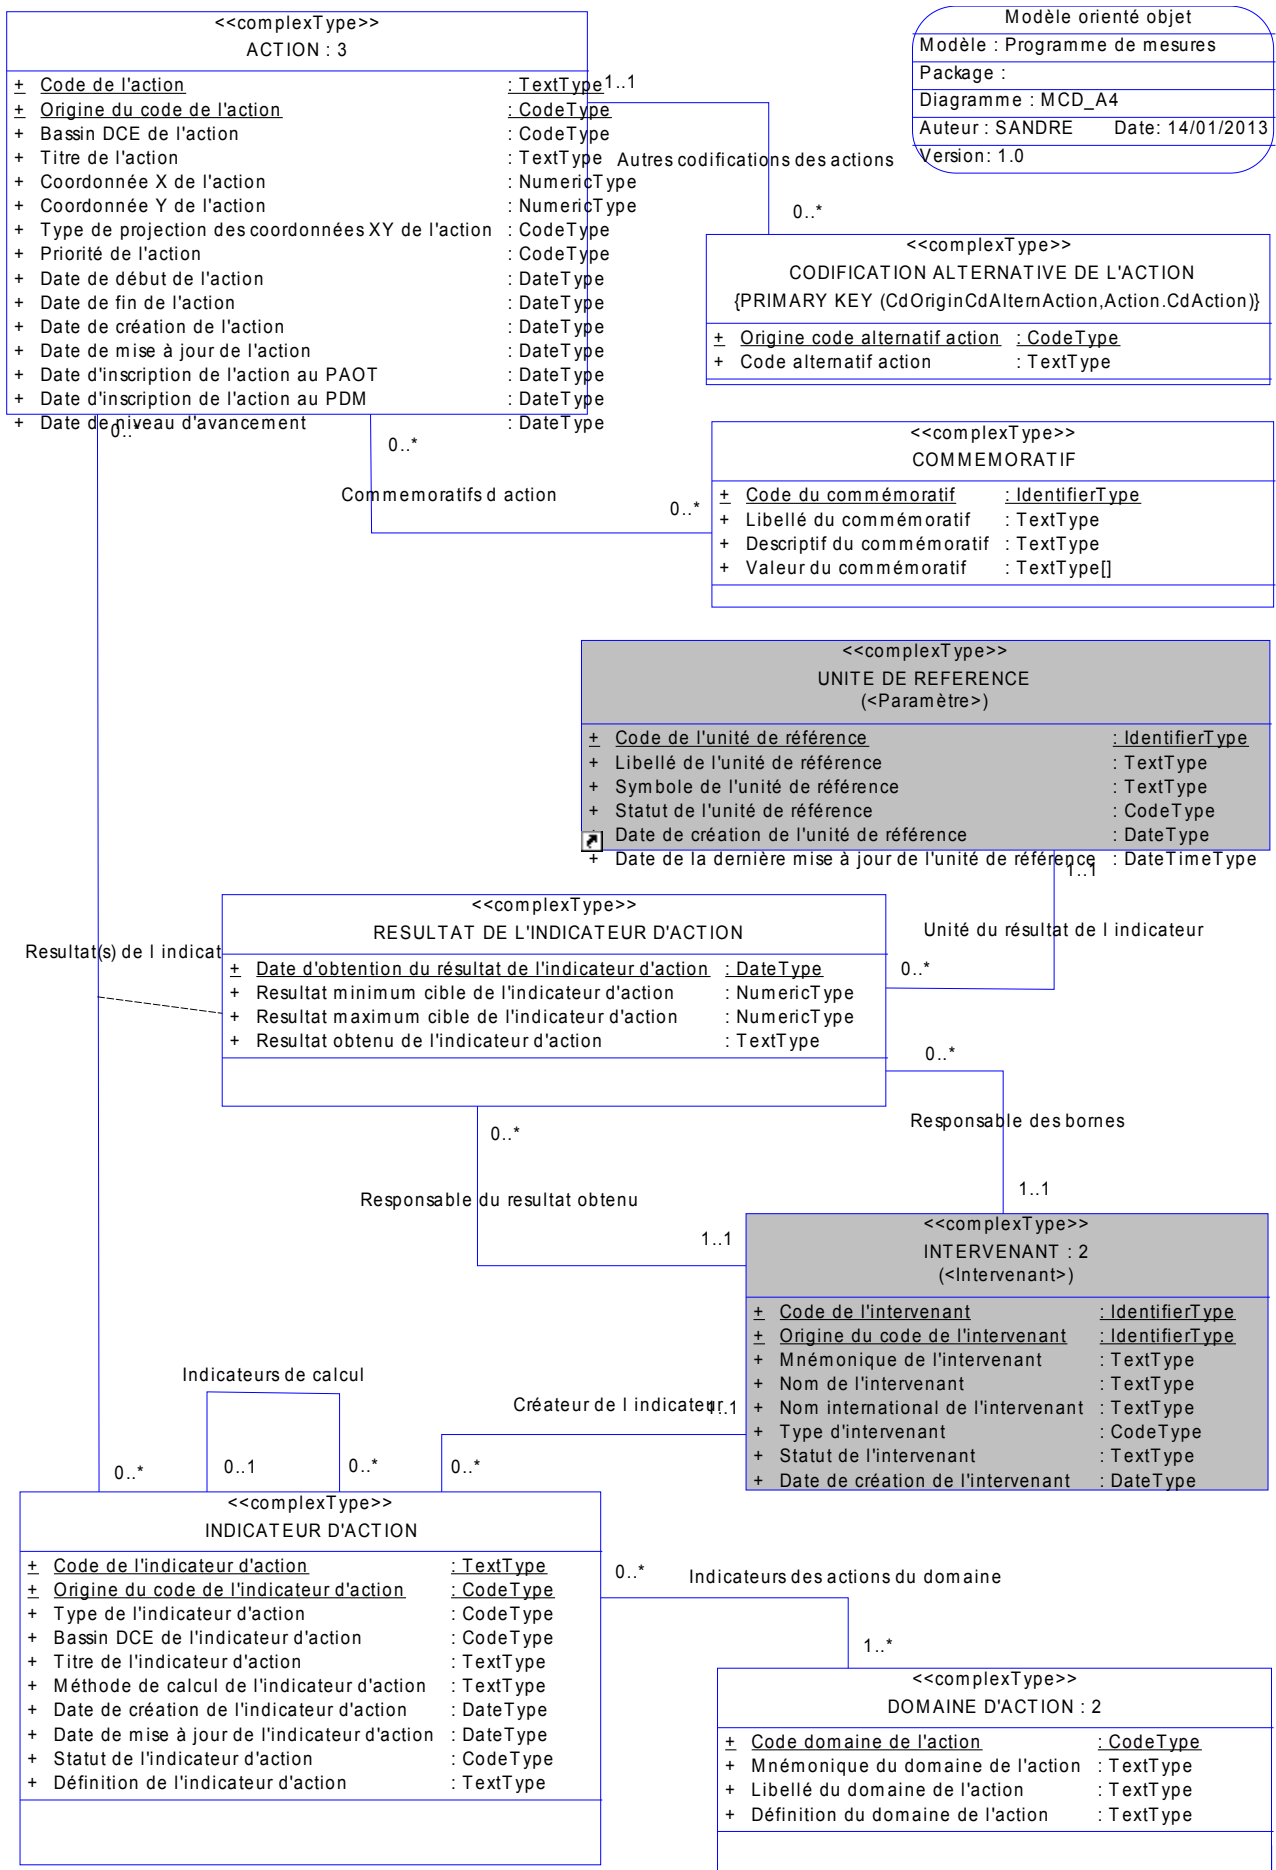 <<complexType>>
ACTION : 3
+ Code de l'action : TextType
+ Origine du code de l'action : CodeType
+ Bassin DCE de l'action : CodeType
+ Titre de l'action : TextType
+ Coordonnée X de l'action : NumericType
+ Coordonnée Y de l'action : NumericType
+ Type de projection des coordonnées XY de l'action : CodeType
+ Priorité de l'action : CodeType
+ Date de début de l'action : DateType
+ Date de fin de l'action : DateType
+ Date de création de l'action : DateType
+ Date de mise à jour de l'action : DateType
+ Date d'inscription de l'action au PAOT : DateType
+ Date d'inscription de l'action au PDM : DateType
+ Date de niveau d'avancement : DateType
Modèle orienté objet
Modèle : Programme de mesures
Package :
Diagramme : MCD_A4
Auteur : SANDRE Date: 14/01/2013
Version: 1.0
1..1
Autres codifications des actions
0..*
<<complexType>>
CODIFICATION ALTERNATIVE DE L'ACTION
{PRIMARY KEY (CdOriginCdAlternAction,Action.CdAction)}
+ Origine code alternatif action : CodeType
+ Code alternatif action : TextType
0..*
0..*
Commemoratifs d action
0..*
<<complexType>>
COMMEMORATIF
+ Code du commémoratif : IdentifierType
+ Libellé du commémoratif : TextType
+ Descriptif du commémoratif : TextType
+ Valeur du commémoratif : TextType[]
<<complexType>>
UNITE DE REFERENCE
(<Paramètre>)
+ Code de l'unité de référence : IdentifierType
+ Libellé de l'unité de référence : TextType
+ Symbole de l'unité de référence : TextType
+ Statut de l'unité de référence : CodeType
+ Date de création de l'unité de référence : DateType
+ Date de la dernière mise à jour de l'unité de référence : DateTimeType
1..1
Unité du résultat de l indicateur
0..*
Resultat(s) de l indicat
<<complexType>>
RESULTAT DE L'INDICATEUR D'ACTION
+ Date d'obtention du résultat de l'indicateur d'action : DateType
+ Resultat minimum cible de l'indicateur d'action : NumericType
+ Resultat maximum cible de l'indicateur d'action : NumericType
+ Resultat obtenu de l'indicateur d'action : TextType
0..*
Responsable des bornes
1..1
0..*
Responsable du resultat obtenu
1..1
<<complexType>>
INTERVENANT : 2
(<Intervenant>)
+ Code de l'intervenant : IdentifierType
+ Origine du code de l'intervenant : IdentifierType
+ Mnémonique de l'intervenant : TextType
+ Nom de l'intervenant : TextType
+ Nom international de l'intervenant : TextType
+ Type d'intervenant : CodeType
+ Statut de l'intervenant : TextType
+ Date de création de l'intervenant : DateType
Indicateurs de calcul
Créateur de l indicateur
1..1
0..*
0..1
0..*
0..*
<<complexType>>
INDICATEUR D'ACTION
+ Code de l'indicateur d'action : TextType
+ Origine du code de l'indicateur d'action : CodeType
+ Type de l'indicateur d'action : CodeType
+ Bassin DCE de l'indicateur d'action : CodeType
+ Titre de l'indicateur d'action : TextType
+ Méthode de calcul de l'indicateur d'action : TextType
+ Date de création de l'indicateur d'action : DateType
+ Date de mise à jour de l'indicateur d'action : DateType
+ Statut de l'indicateur d'action : CodeType
+ Définition de l'indicateur d'action : TextType
0..*
Indicateurs des actions du domaine
1..*
<<complexType>>
DOMAINE D'ACTION : 2
+ Code domaine de l'action : CodeType
+ Mnémonique du domaine de l'action : TextType
+ Libellé du domaine de l'action : TextType
+ Définition du domaine de l'action : TextType